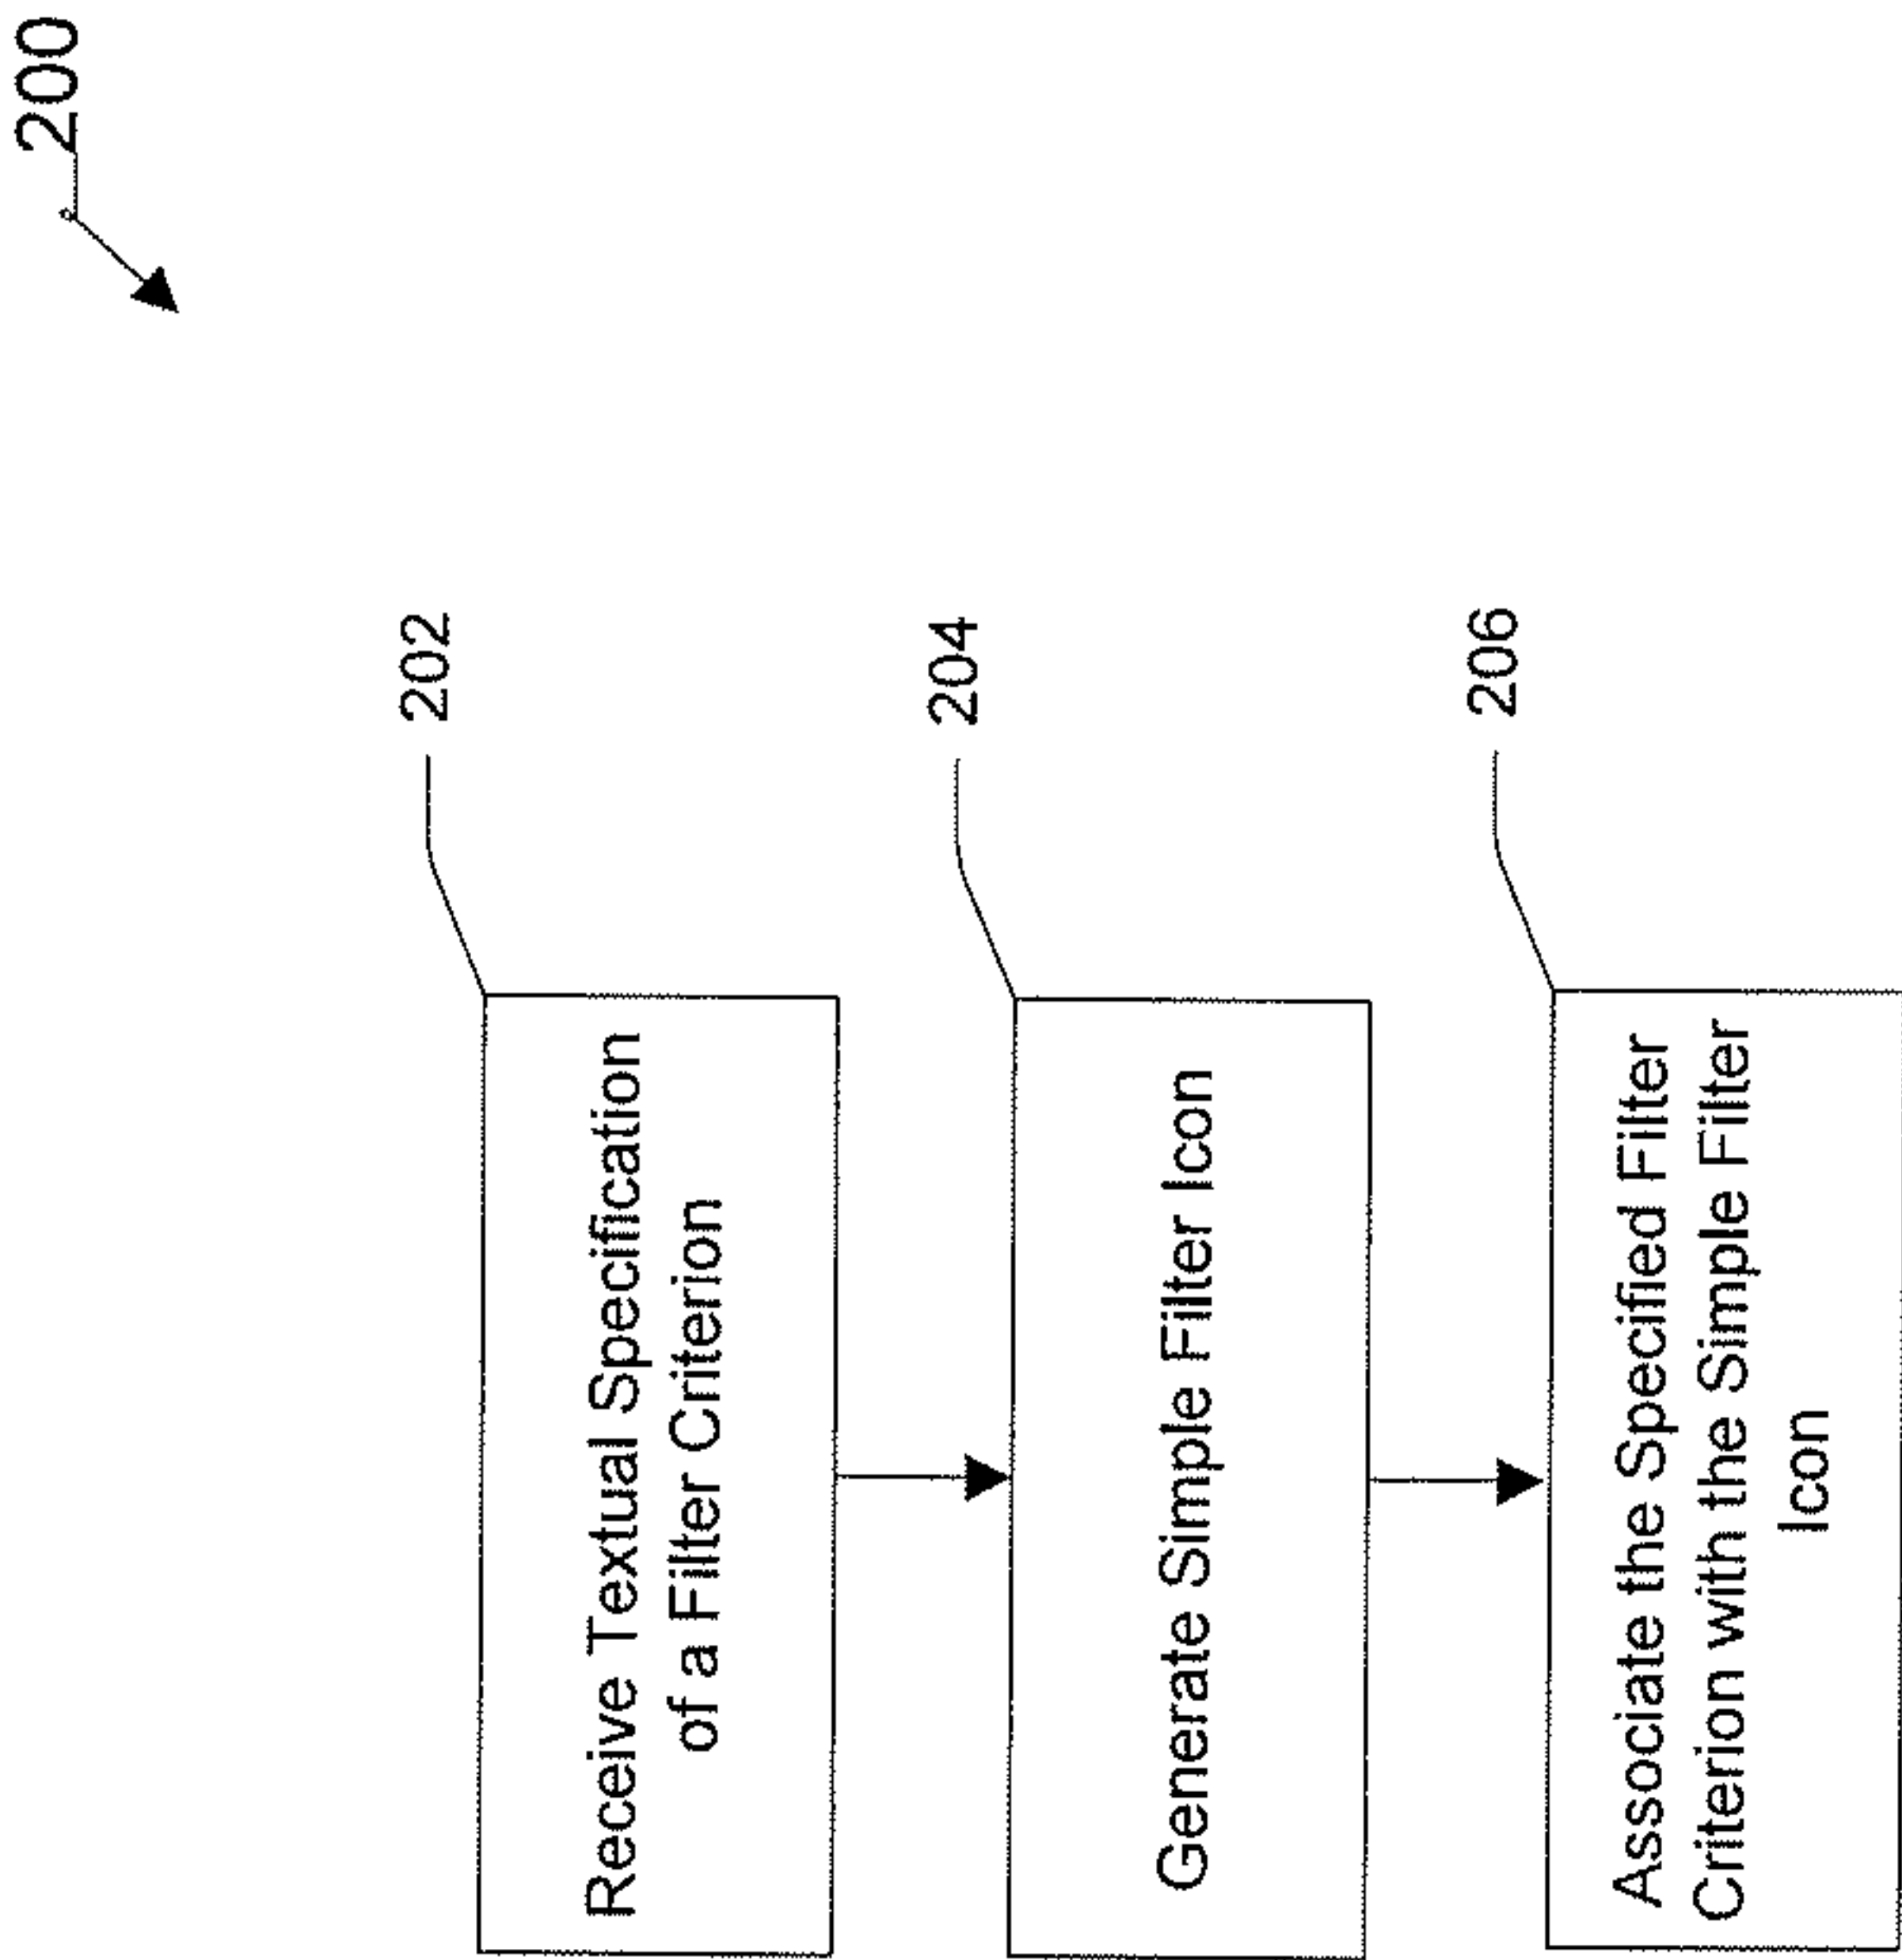 200
202
Receive Textual Specification
of a Filter Criterion
204
Generate Simple Filter Icon
206
Associate the Specified Filter
Criterion with the Simple Filter
Icon